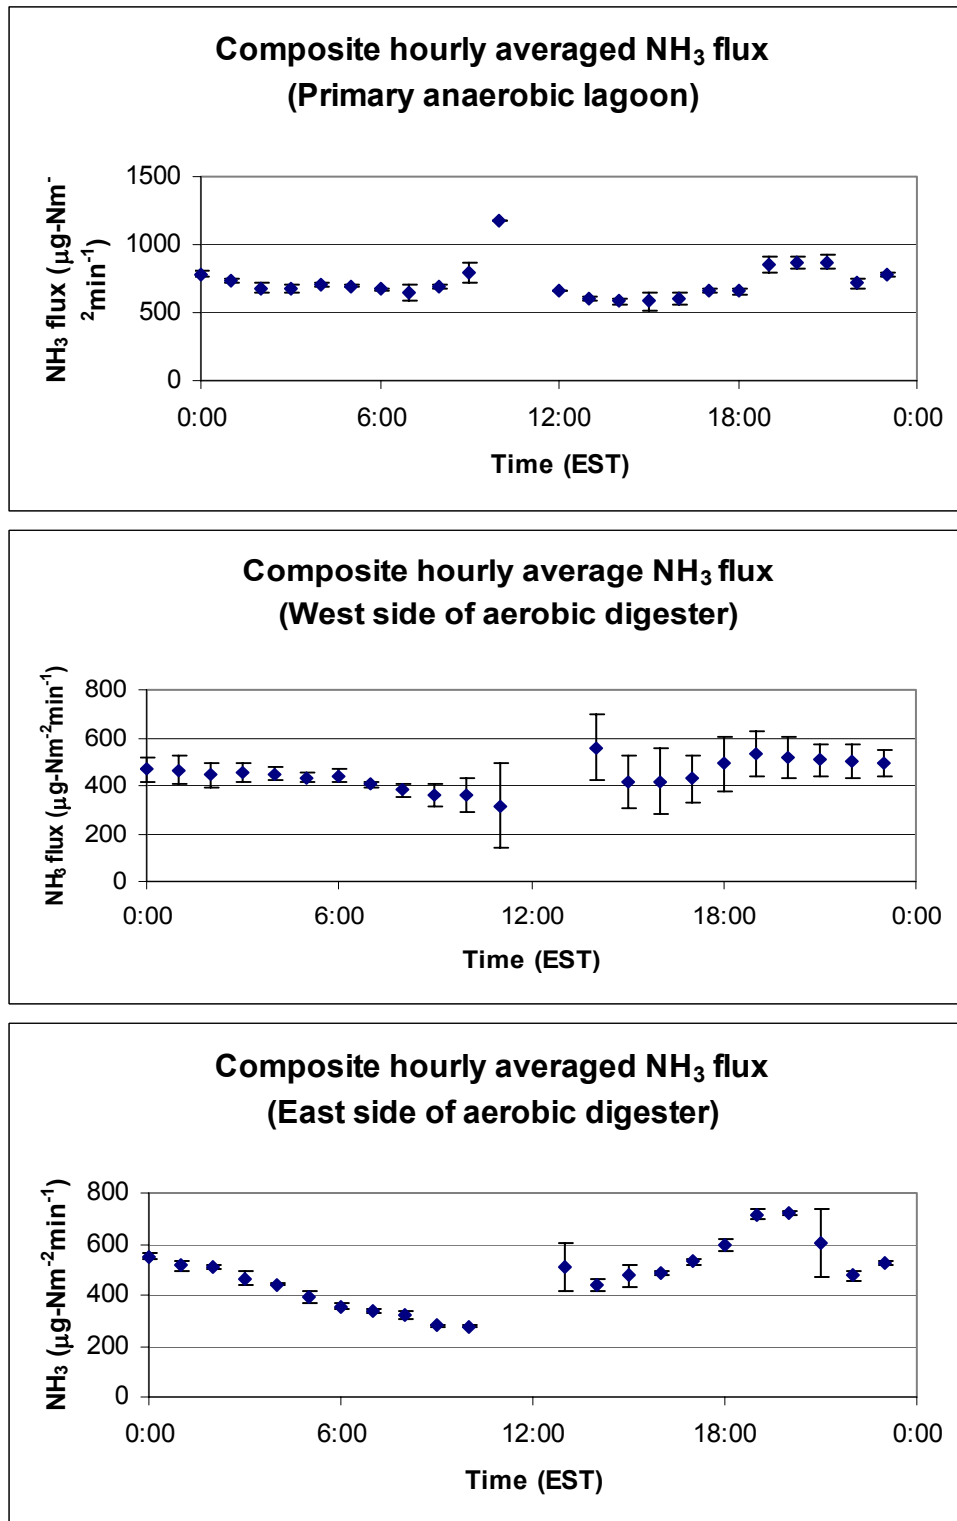 Composite hourly averaged NH₃ flux
(Primary anaerobic lagoon)
NH₃ flux (µg-Nm⁻
²min⁻¹)
1500
1000
500
0
0:00 6:00 12:00 18:00 0:00
Time (EST)
Composite hourly average NH₃ flux
(West side of aerobic digester)
NH₃ flux (µg-Nm⁻²min⁻¹)
800
600
400
200
0
0:00 6:00 12:00 18:00 0:00
Time (EST)
Composite hourly averaged NH₃ flux
(East side of aerobic digester)
NH₃ (µg-Nm⁻²min⁻¹)
800
600
400
200
0
0:00 6:00 12:00 18:00 0:00
Time (EST)